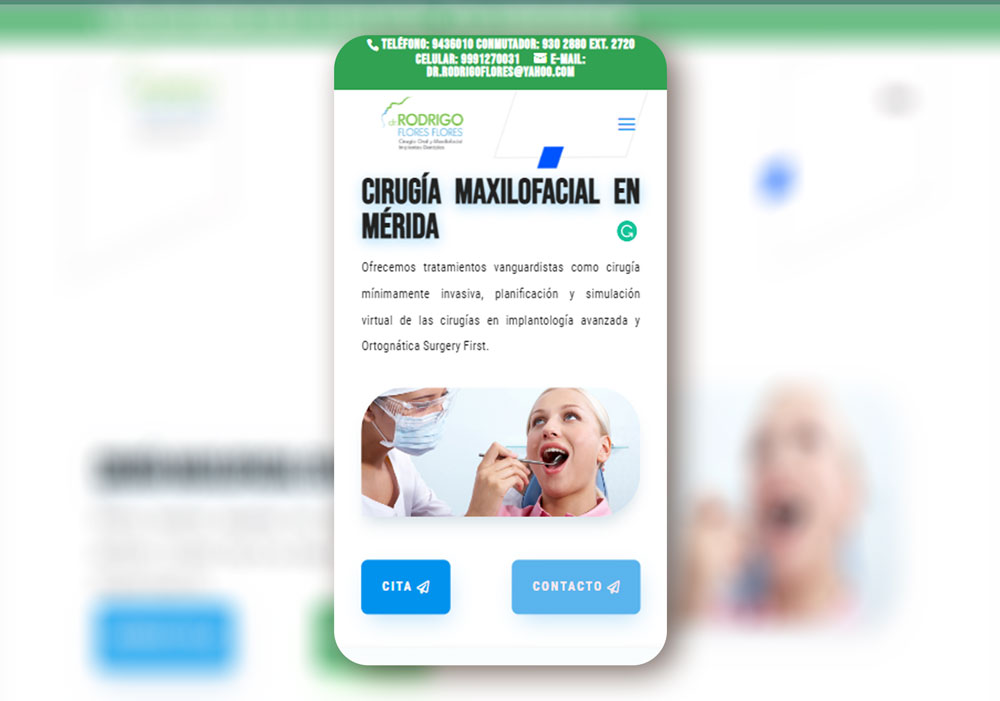 TELÉFONO: 9436010 CONMUTADOR: 930 2880 EXT. 2720
CELULAR: 9991270031 E-MAIL:
DR.RODRIGOFLORES@YAHOO.COM
dr. RODRIGO
FLORES FLORES
Cirugía Oral y Maxilofacial
Implantes Dentales
CIRUGÍA MAXILOFACIAL EN
MÉRIDA
Ofrecemos tratamientos vanguardistas como cirugía
mínimamente invasiva, planificación y simulación
virtual de las cirugías en implantología avanzada y
Ortognática Surgery First.
CITA
CONTACTO